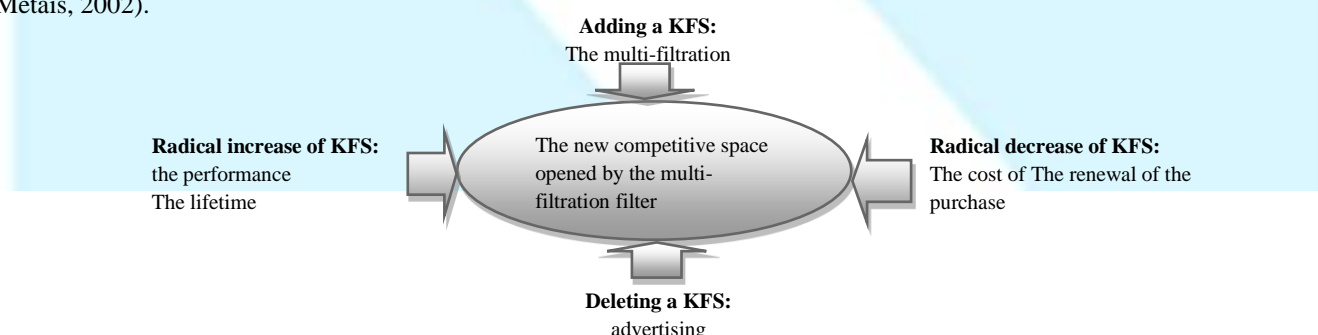 Metais, 2002).
Adding a KFS:
The multi-filtration
Radical increase of KFS:
the performance
The lifetime
The new competitive space
opened by the multi-
filtration filter
Radical decrease of KFS:
The cost of The renewal of the
purchase
Deleting a KFS:
advertising